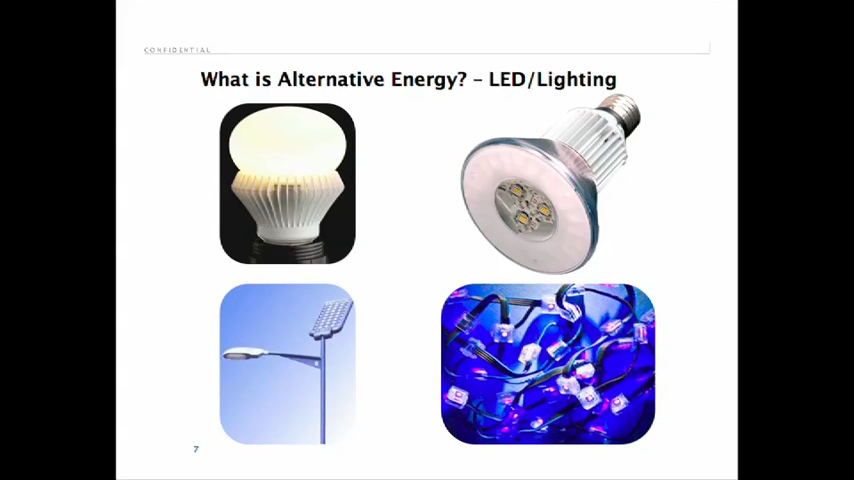 CONFIDENTIAL
What is Alternative Energy? – LED/Lighting
7